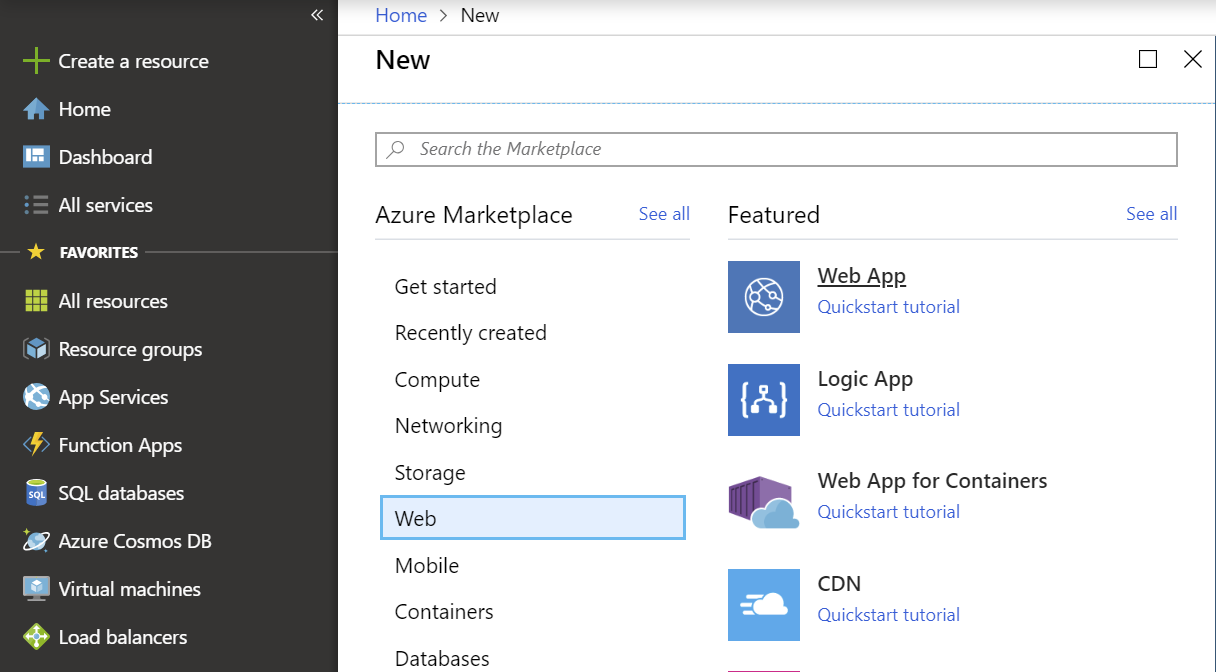 «
Create a resource
Home
Dashboard
All services
FAVORITES
All resources
Resource groups
App Services
Function Apps
SQL
SQL databases
Azure Cosmos DB
Virtual machines
Load balancers
Home > New
New
Search the Marketplace
Azure Marketplace See all
Get started
Recently created
Compute
Networking
Storage
Web
Mobile
Containers
Databases
Featured See all
Web App
Quickstart tutorial
Logic App
Quickstart tutorial
Web App for Containers
Quickstart tutorial
CDN
Quickstart tutorial